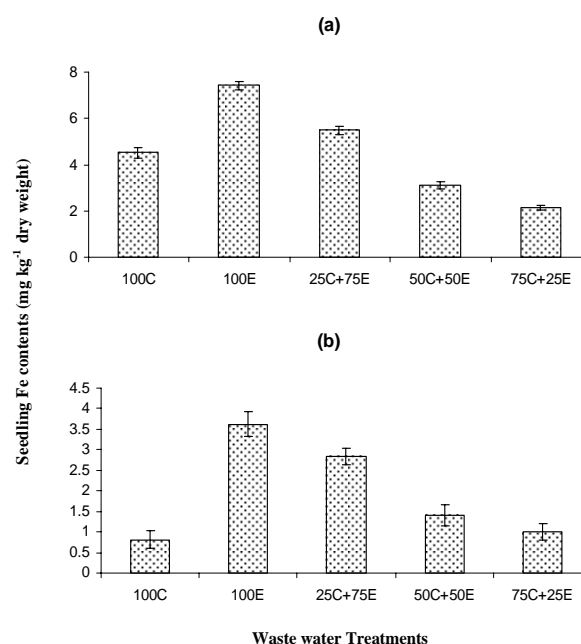 (a)
Seedling Fe contents (mg kg⁻¹ dry weight)
8
6
4
2
0
100C 100E 25C+75E 50C+50E 75C+25E
(b)
4.5
4
3.5
3
2.5
2
1.5
1
0.5
0
100C 100E 25C+75E 50C+50E 75C+25E
Waste water Treatments